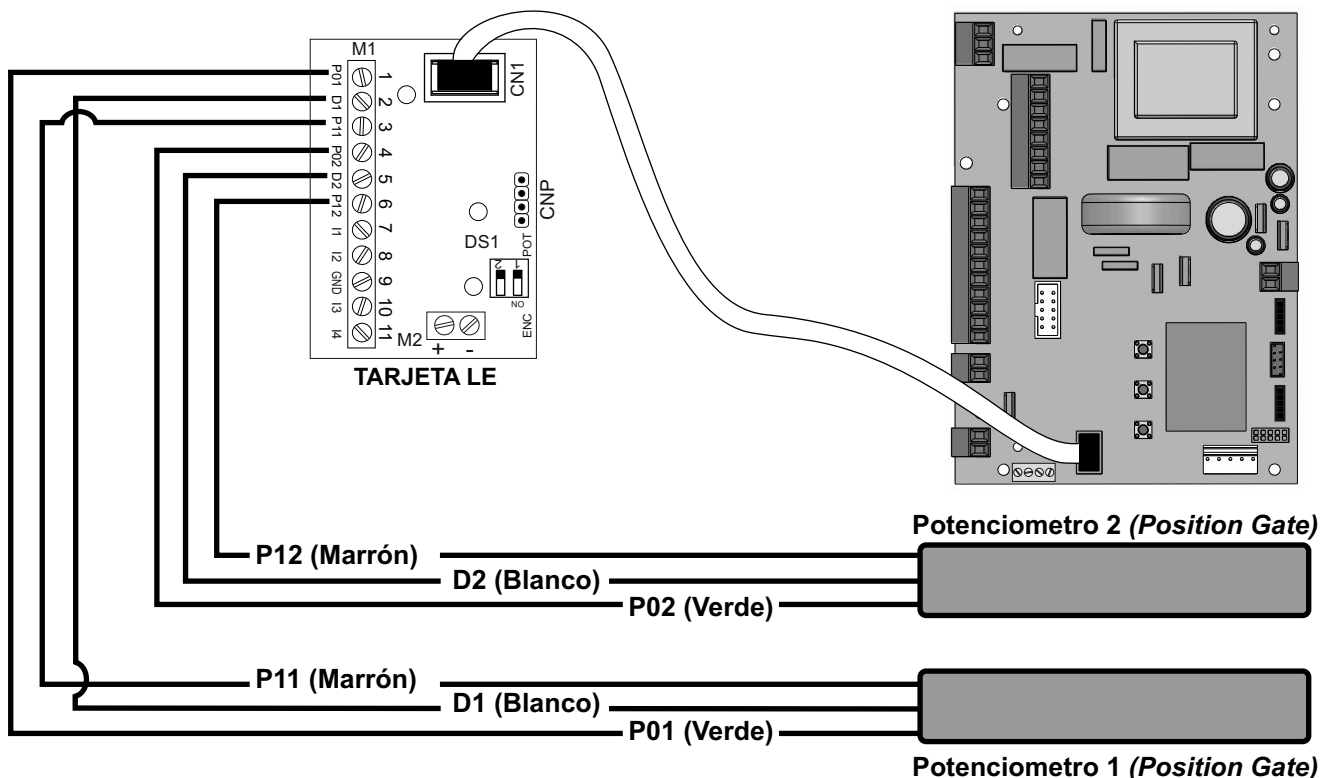 M1
P01 1
D1 2
P11 3
P02 4
D2 5
P12 6
I1 7
I2 8
GND 9
I3 10
I4 11
CN1
CNP
POT
DS1
2 1
NO
ENC
M2
+ -
TARJETA LE
Potenciometro 2 (Position Gate)
P12 (Marrón)
D2 (Blanco)
P02 (Verde)
P11 (Marrón)
D1 (Blanco)
P01 (Verde)
Potenciometro 1 (Position Gate)